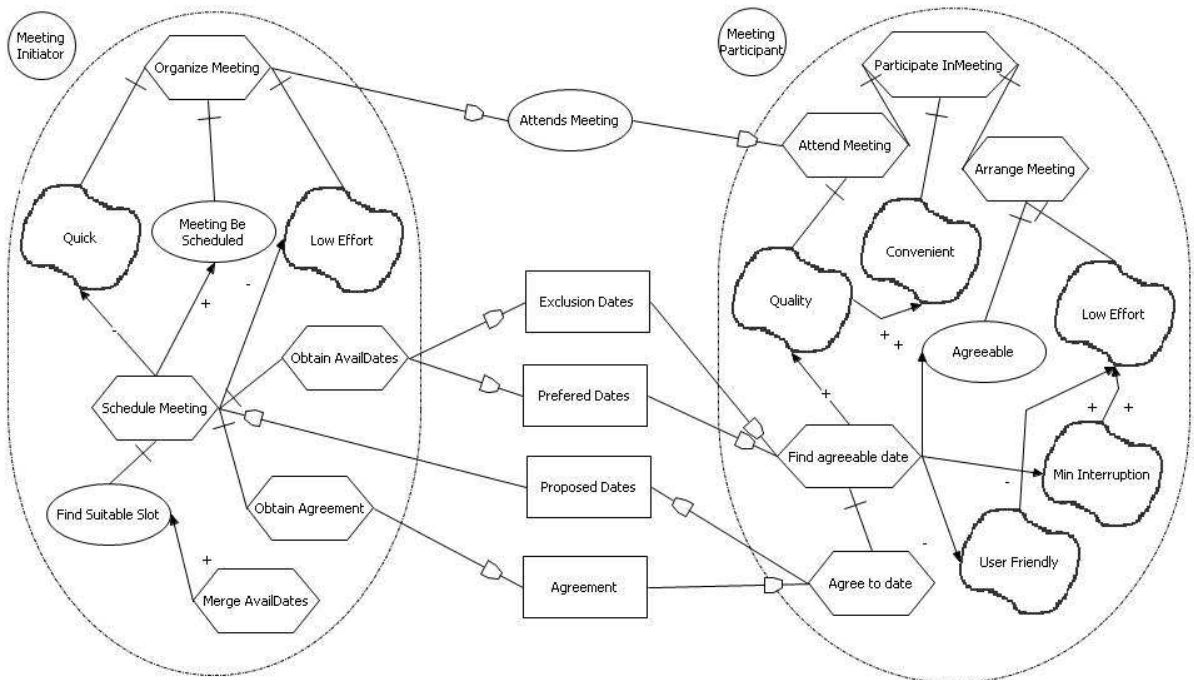 Meeting
Initiator
Organize Meeting
Quick
Meeting Be
Scheduled
Low Effort
-
+
-
Obtain AvailDates
Schedule Meeting
Find Suitable Slot
Obtain Agreement
+
Merge AvailDates
Attends Meeting
Exclusion Dates
Prefered Dates
Proposed Dates
Agreement
Meeting
Participant
Participate InMeeting
Attend Meeting
Arrange Meeting
Convenient
Quality
+
+
Low Effort
Agreeable
+
+
+
Find agreeable date
Min Interruption
-
-
User Friendly
Agree to date